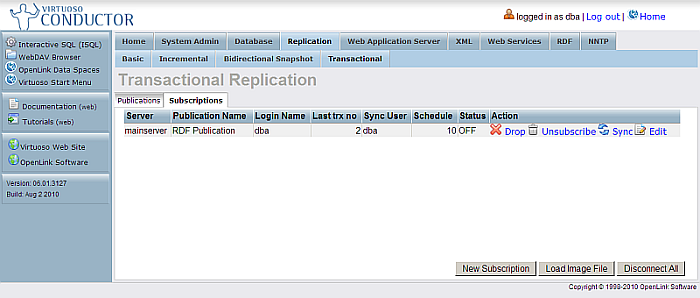 VIRTUOSO
CONDUCTOR
logged in as dba | Log out | Home
Interactive SQL (ISQL)
WebDAV Browser
OpenLink Data Spaces
Virtuoso Start Menu
Documentation (web)
Tutorials (web)
Virtuoso Web Site
OpenLink Software
Version: 06.01.3127
Build: Aug 2 2010
Home System Admin Database Replication Web Application Server XML Web Services RDF NNTP
Basic Incremental Bidirectional Snapshot Transactional
Transactional Replication
Publications Subscriptions
Server Publication Name Login Name Last trx no Sync User Schedule Status Action
mainserver RDF Publication dba 2 dba 10 OFF Drop Unsubscribe Sync Edit
New Subscription Load Image File Disconnect All
Copyright © 1998-2010 OpenLink Software